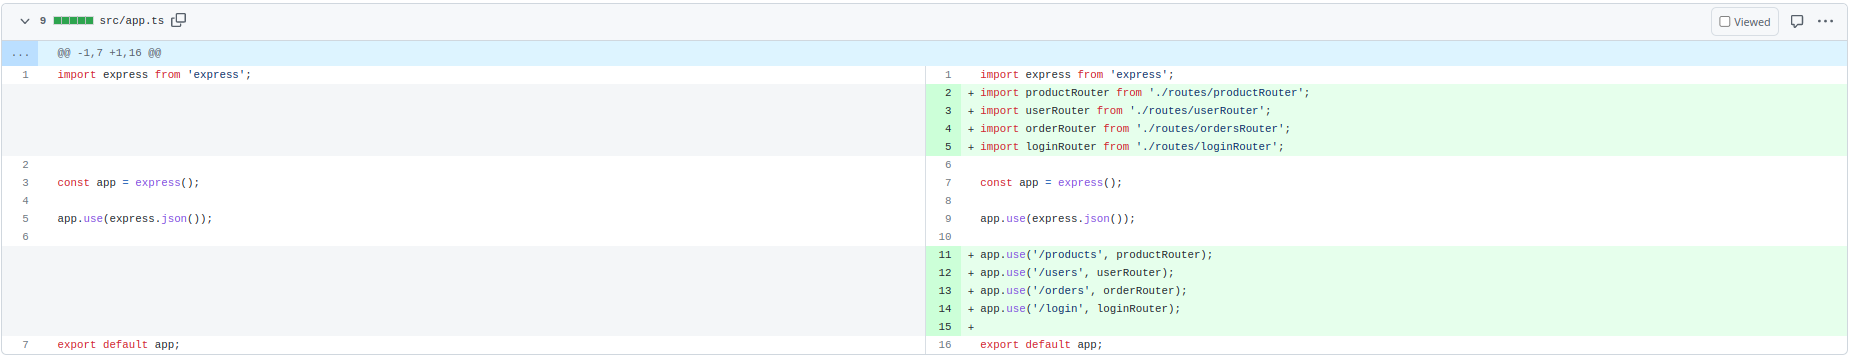 9 src/app.ts Viewed
... @@ -1,7 +1,16 @@
1 import express from 'express'; 1 import express from 'express';
2 + import productRouter from './routes/productRouter';
3 + import userRouter from './routes/userRouter';
4 + import orderRouter from './routes/ordersRouter';
5 + import loginRouter from './routes/loginRouter';
2 6
3 const app = express(); 7 const app = express();
4 8
5 app.use(express.json()); 9 app.use(express.json());
6 10
11 + app.use('/products', productRouter);
12 + app.use('/users', userRouter);
13 + app.use('/orders', orderRouter);
14 + app.use('/login', loginRouter);
15 +
7 export default app; 16 export default app;